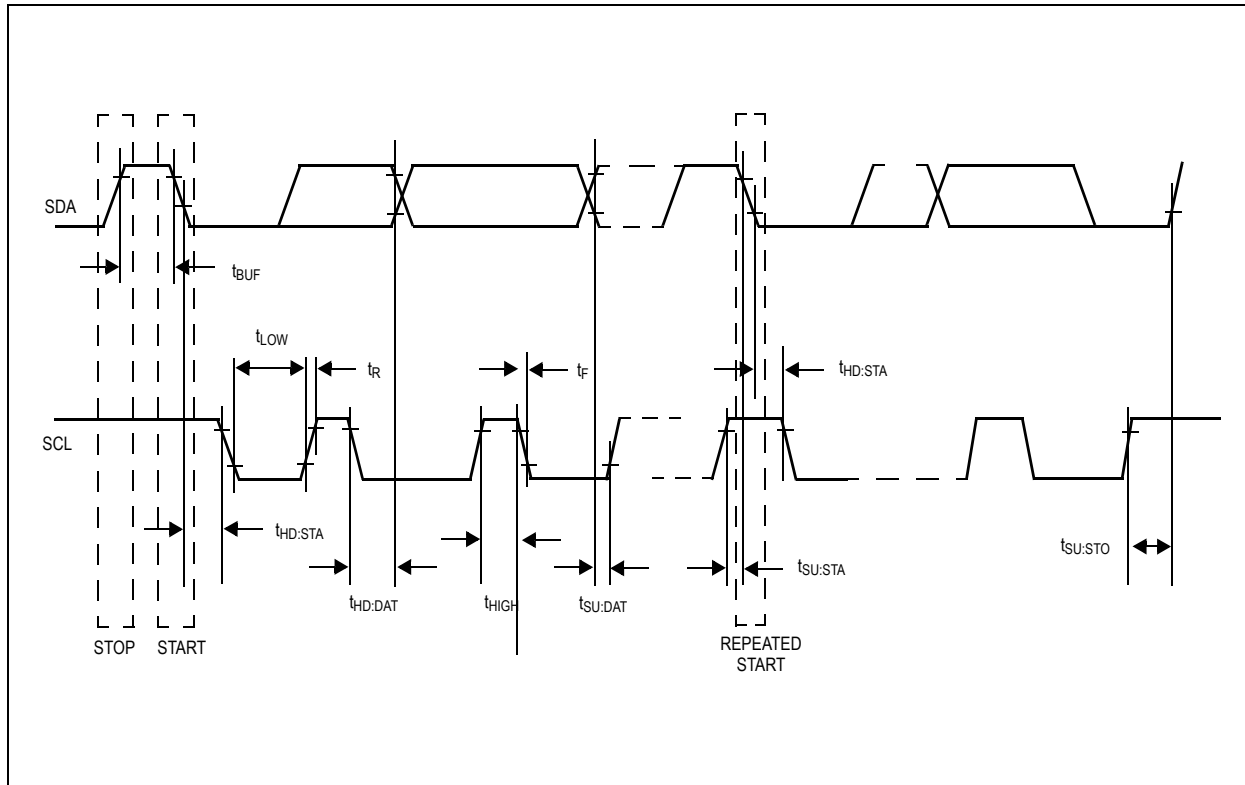 SDA
tBUF
tLOW
tR
tF
tHD:STA
SCL
tHD:STA
tSU:STO
tSU:STA
tHD:DAT
tHIGH
tSU:DAT
STOP
START
REPEATED
START